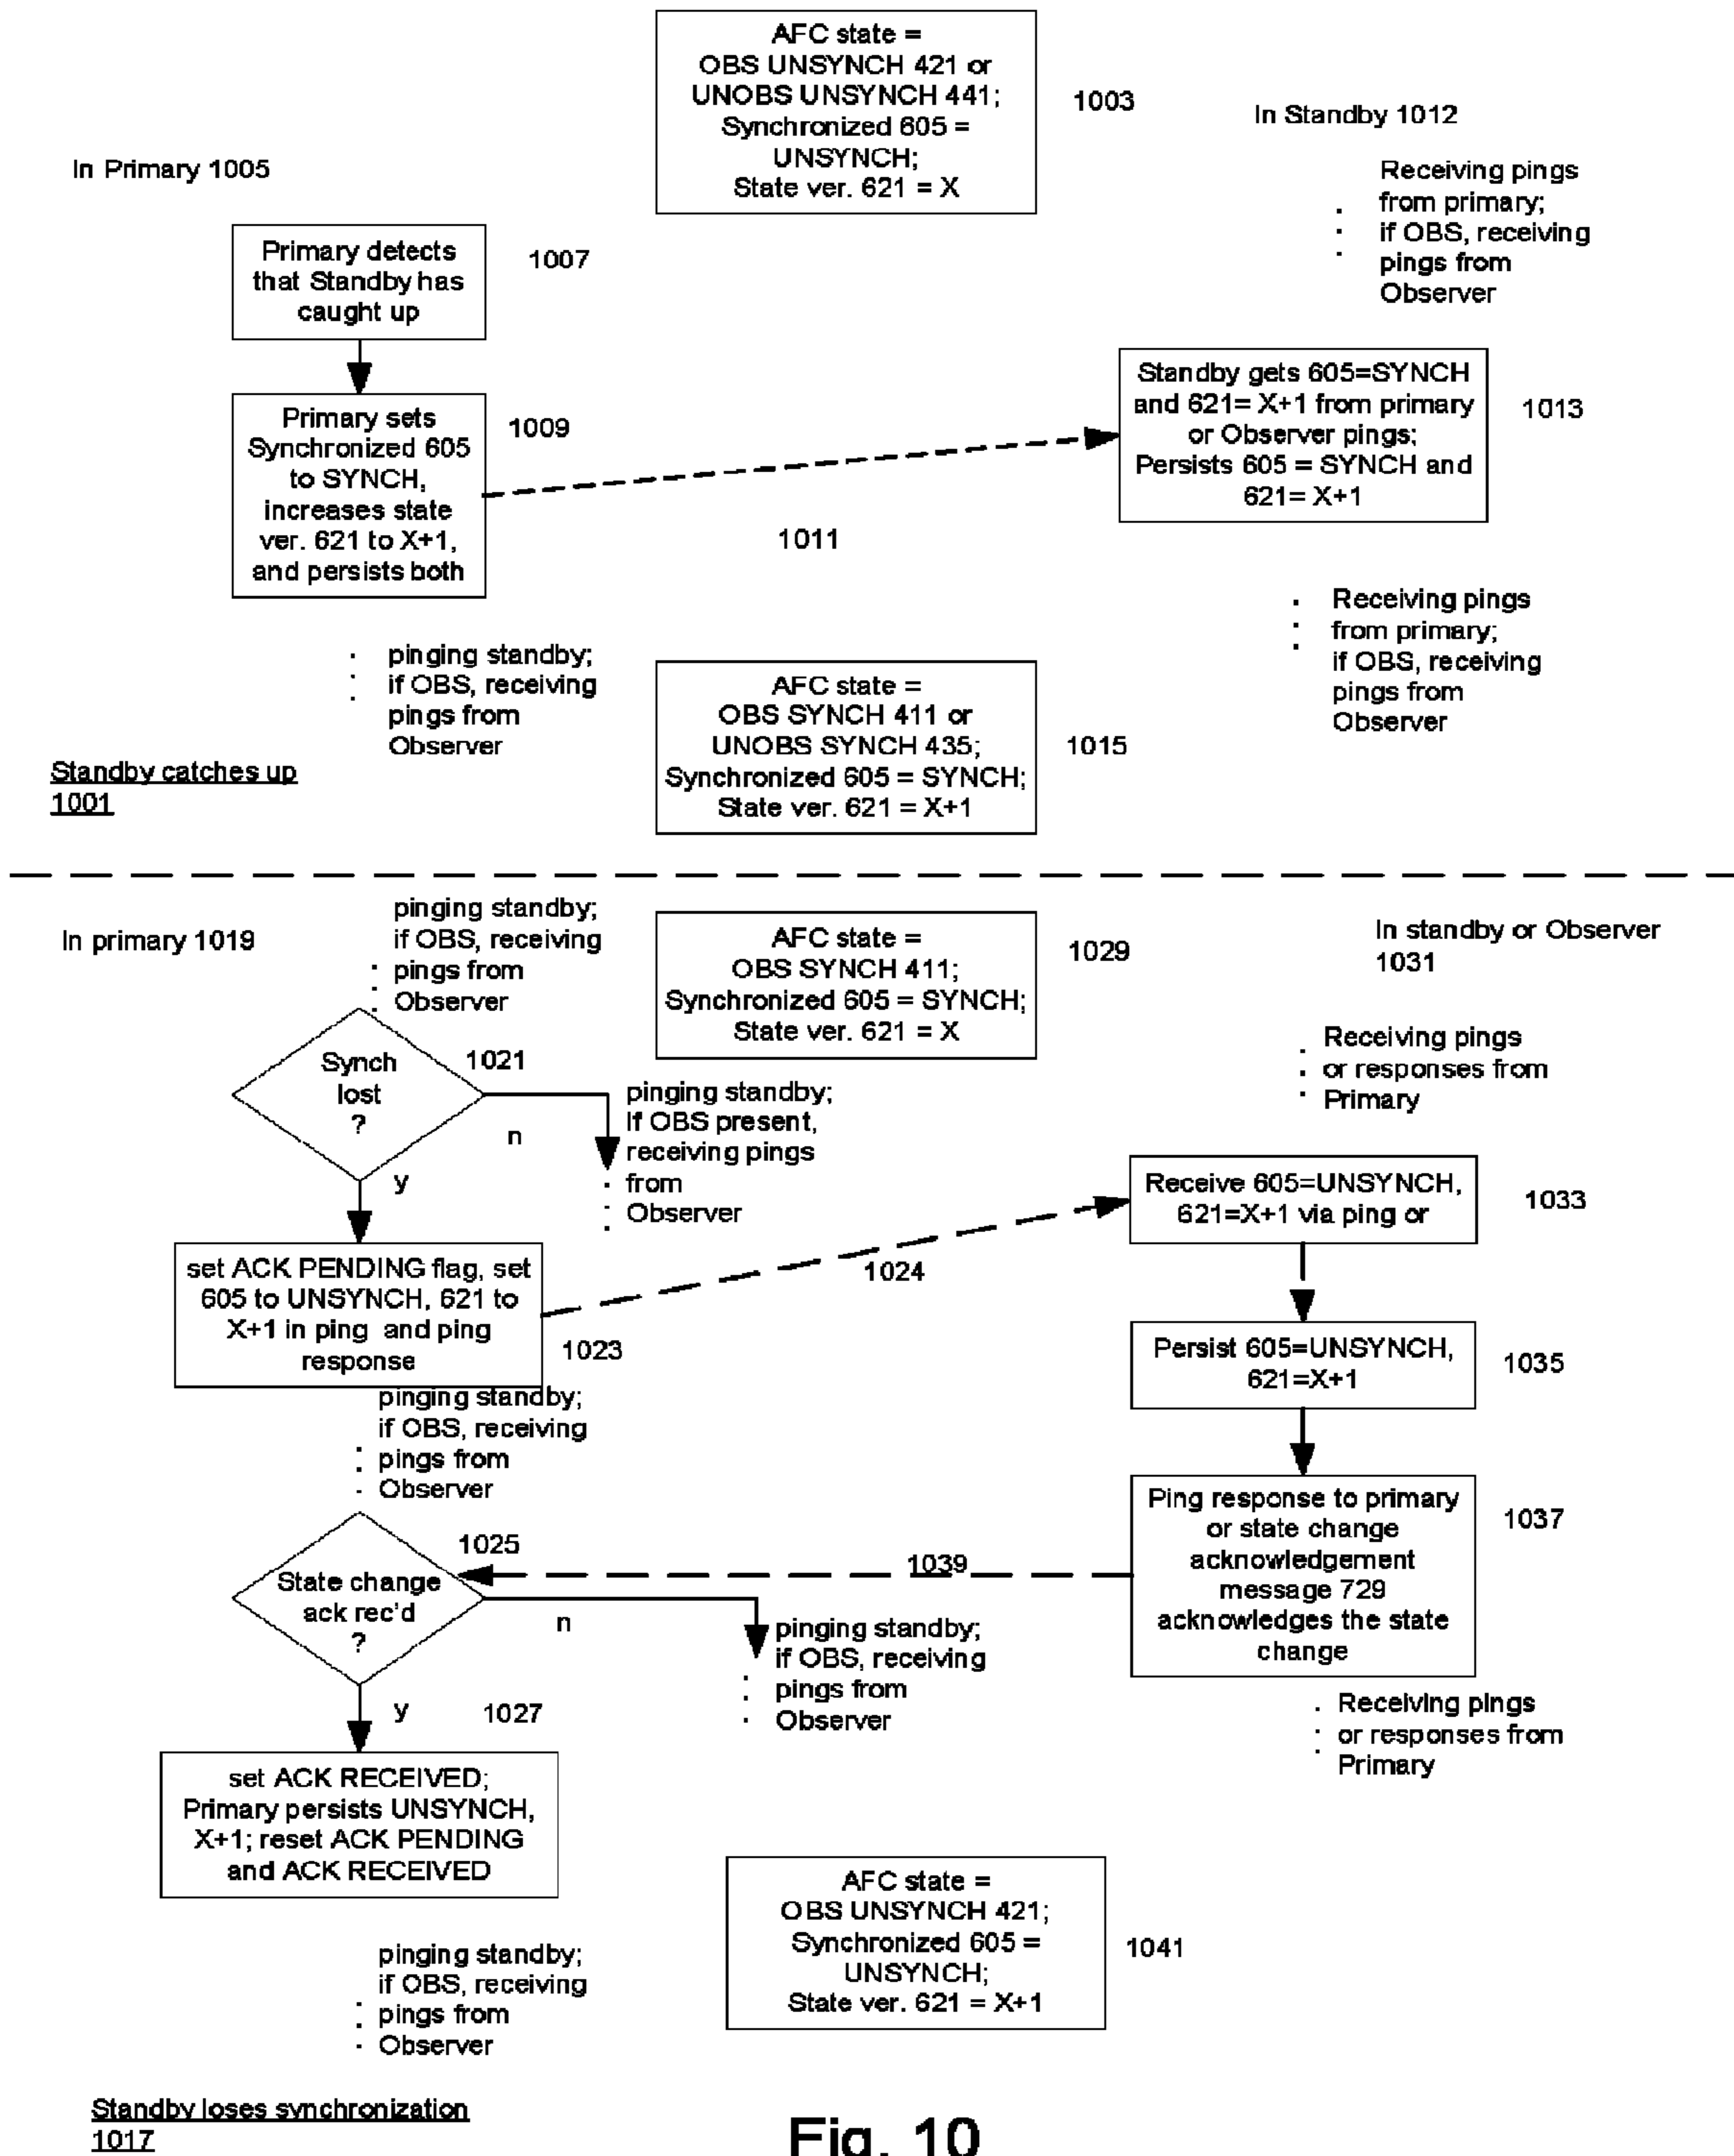 AFC state =
OBS UNSYNCH 421 or
UNOBS UNSYNCH 441;
Synchronized 605 =
UNSYNCH;
State ver. 621 = X
1003
In Standby 1012
In Primary 1005
Receiving pings
from primary;
if OBS, receiving
pings from
Observer
Primary detects
that Standby has
caught up
1007
Primary sets
Synchronized 605
to SYNCH,
increases state
ver. 621 to X+1,
and persists both
1009
1011
Standby gets 605=SYNCH
and 621= X+1 from primary
or Observer pings;
Persists 605 = SYNCH and
621= X+1
1013
pinging standby;
if OBS, receiving
pings from
Observer
Receiving pings
from primary;
if OBS, receiving
pings from
Observer
AFC state =
OBS SYNCH 411 or
UNOBS SYNCH 435;
Synchronized 605 = SYNCH;
State ver. 621 = X+1
1015
Standby catches up
1001
In primary 1019
pinging standby;
if OBS, receiving
pings from
Observer
AFC state =
OBS SYNCH 411;
Synchronized 605 = SYNCH;
State ver. 621 = X
1029
In standby or Observer
1031
Receiving pings
or responses from
Primary
Synch
lost
?
1021
n
y
pinging standby;
If OBS present,
receiving pings
from
Observer
set ACK PENDING flag, set
605 to UNSYNCH, 621 to
X+1 in ping and ping
response
1023
1024
Receive 605=UNSYNCH,
621=X+1 via ping or
1033
Persist 605=UNSYNCH,
621=X+1
1035
pinging standby;
if OBS, receiving
pings from
Observer
Ping response to primary
or state change
acknowledgement
message 729
acknowledges the state
change
1037
1039
State change
ack rec'd
?
1025
n
y
pinging standby;
if OBS, receiving
pings from
Observer
Receiving pings
or responses from
Primary
1027
set ACK RECEIVED;
Primary persists UNSYNCH,
X+1; reset ACK PENDING
and ACK RECEIVED
AFC state =
OBS UNSYNCH 421;
Synchronized 605 =
UNSYNCH;
State ver. 621 = X+1
1041
pinging standby;
if OBS, receiving
pings from
Observer
Standby loses synchronization
1017
Fig. 10